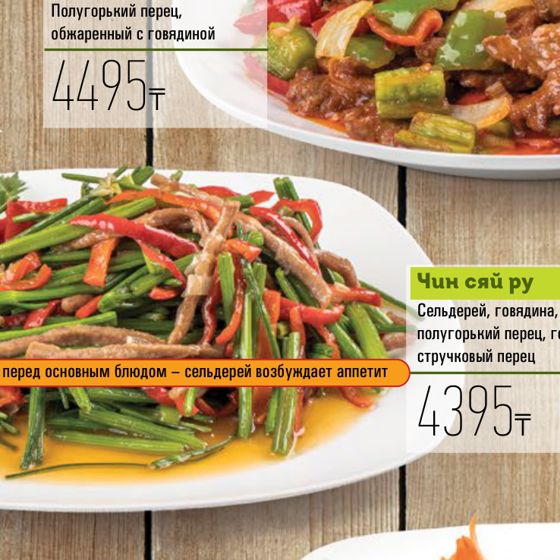 Полугорький перец,
обжаренный с говядиной
4495₸
Чин сяй ру
Сельдерей, говядина,
полугорький перец,
стручковый перец
перед основным блюдом – сельдерей возбуждает аппетит
4395₸